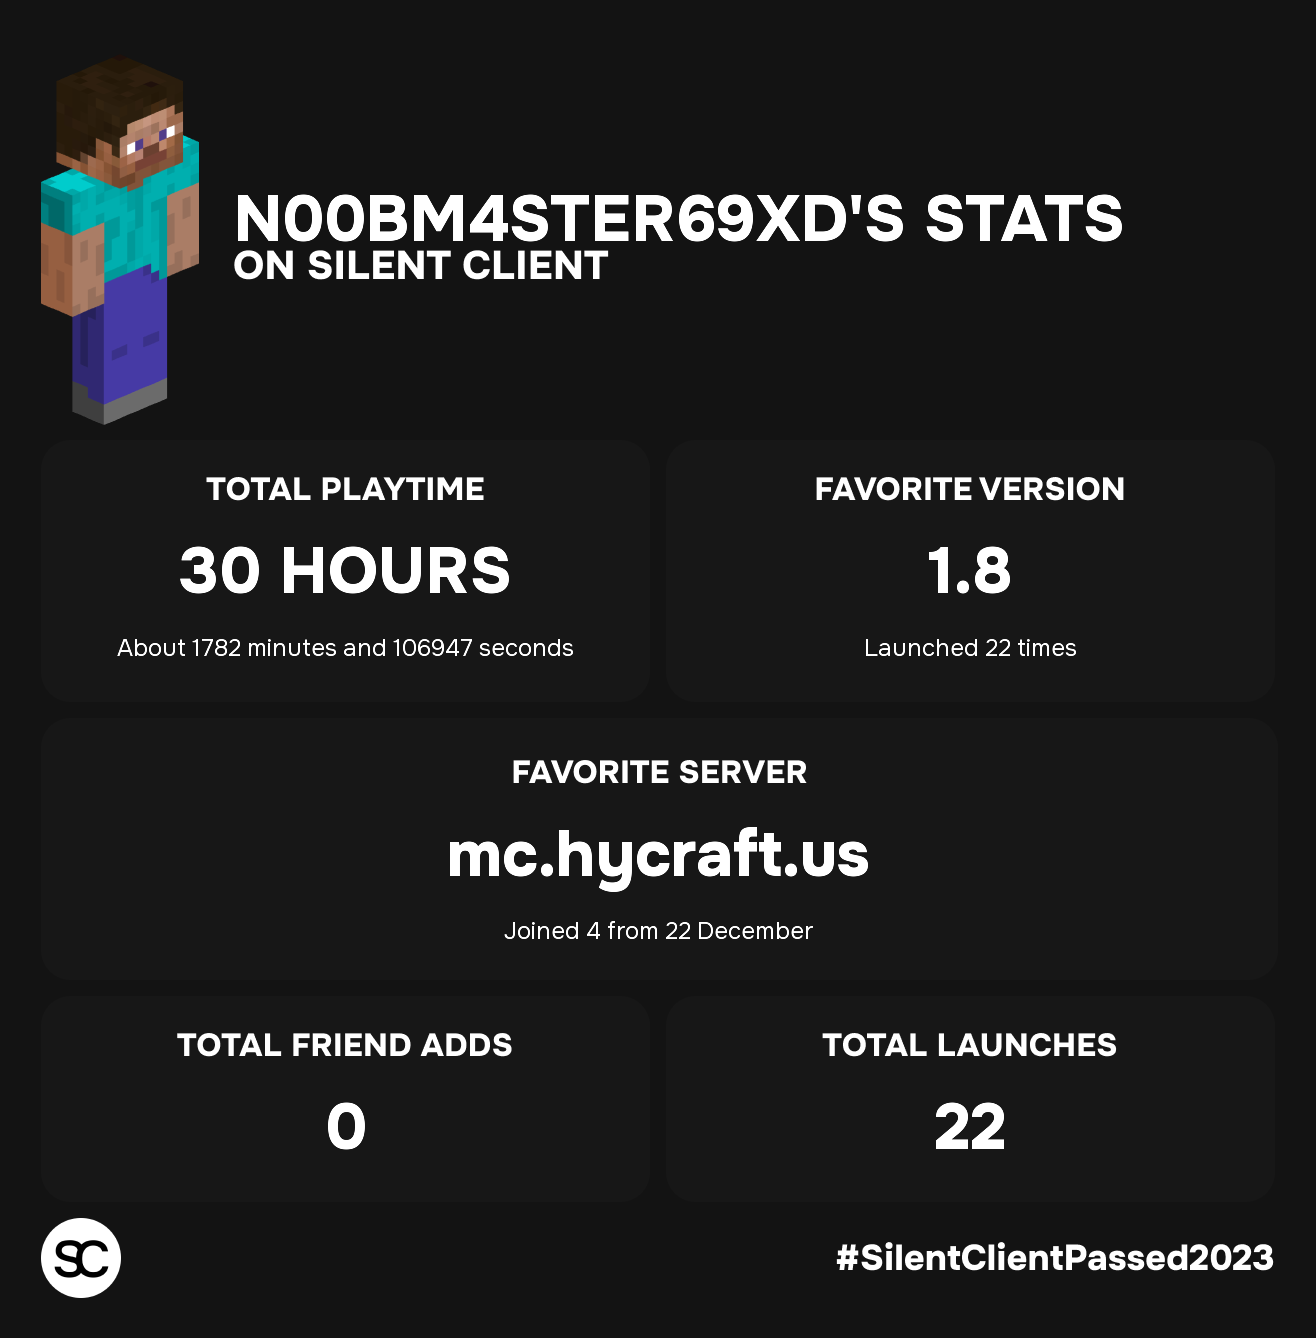 N00BM4STER69XD'S STATS
ON SILENT CLIENT
TOTAL PLAYTIME
30 HOURS
About 1782 minutes and 106947 seconds
FAVORITE VERSION
1.8
Launched 22 times
FAVORITE SERVER
mc.hycraft.us
Joined 4 from 22 December
TOTAL FRIEND ADDS
0
TOTAL LAUNCHES
22
SC
#SilentClientPassed2023